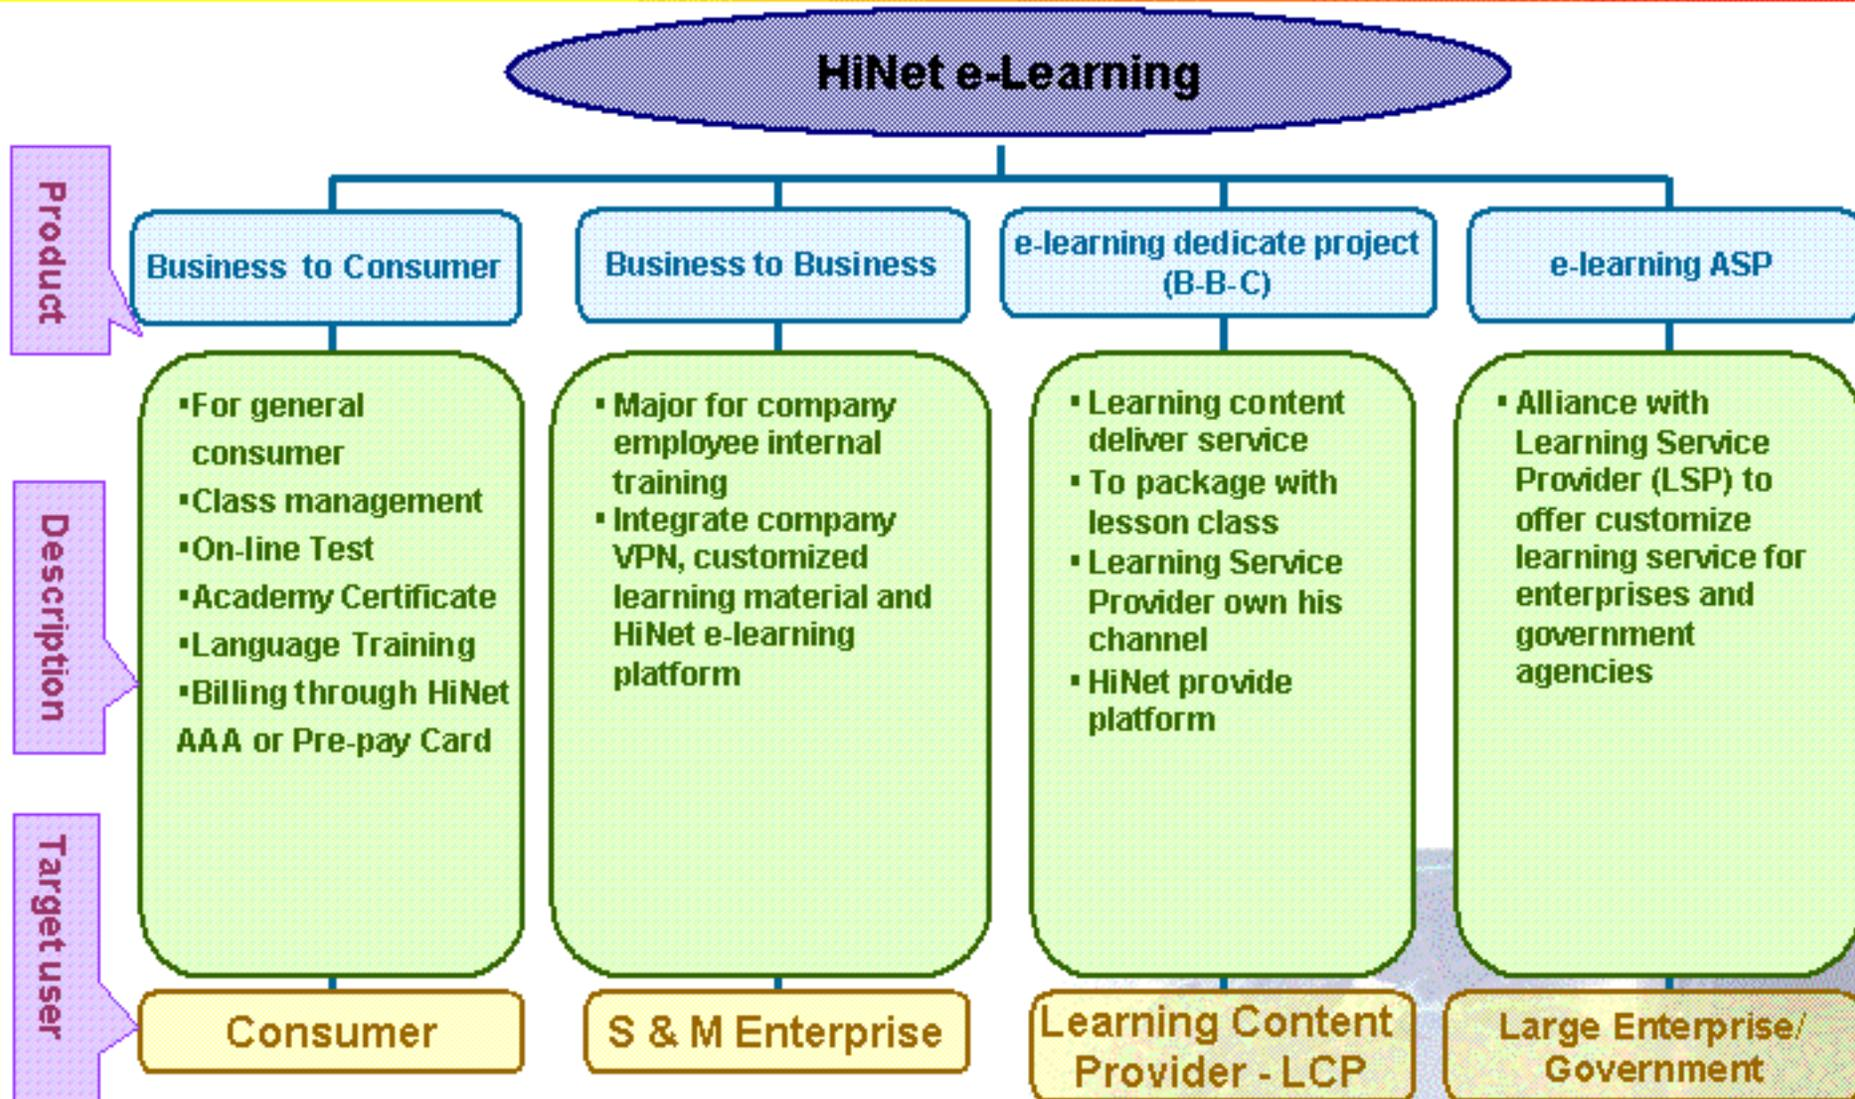 HiNet e-Learning
Product
Business to Consumer
Business to Business
e-learning dedicate project
(B-B-C)
e-learning ASP
Description
▪For general
consumer
▪Class management
▪On-line Test
▪Academy Certificate
▪Language Training
▪Billing through HiNet
AAA or Pre-pay Card
▪ Major for company
employee internal
training
▪ Integrate company
VPN, customized
learning material and
HiNet e-learning
platform
▪ Learning content
deliver service
▪ To package with
lesson class
▪ Learning Service
Provider own his
channel
▪ HiNet provide
platform
▪ Alliance with
Learning Service
Provider (LSP) to
offer customize
learning service for
enterprises and
government
agencies
Target user
Consumer
S & M Enterprise
Learning Content
Provider - LCP
Large Enterprise/
Government